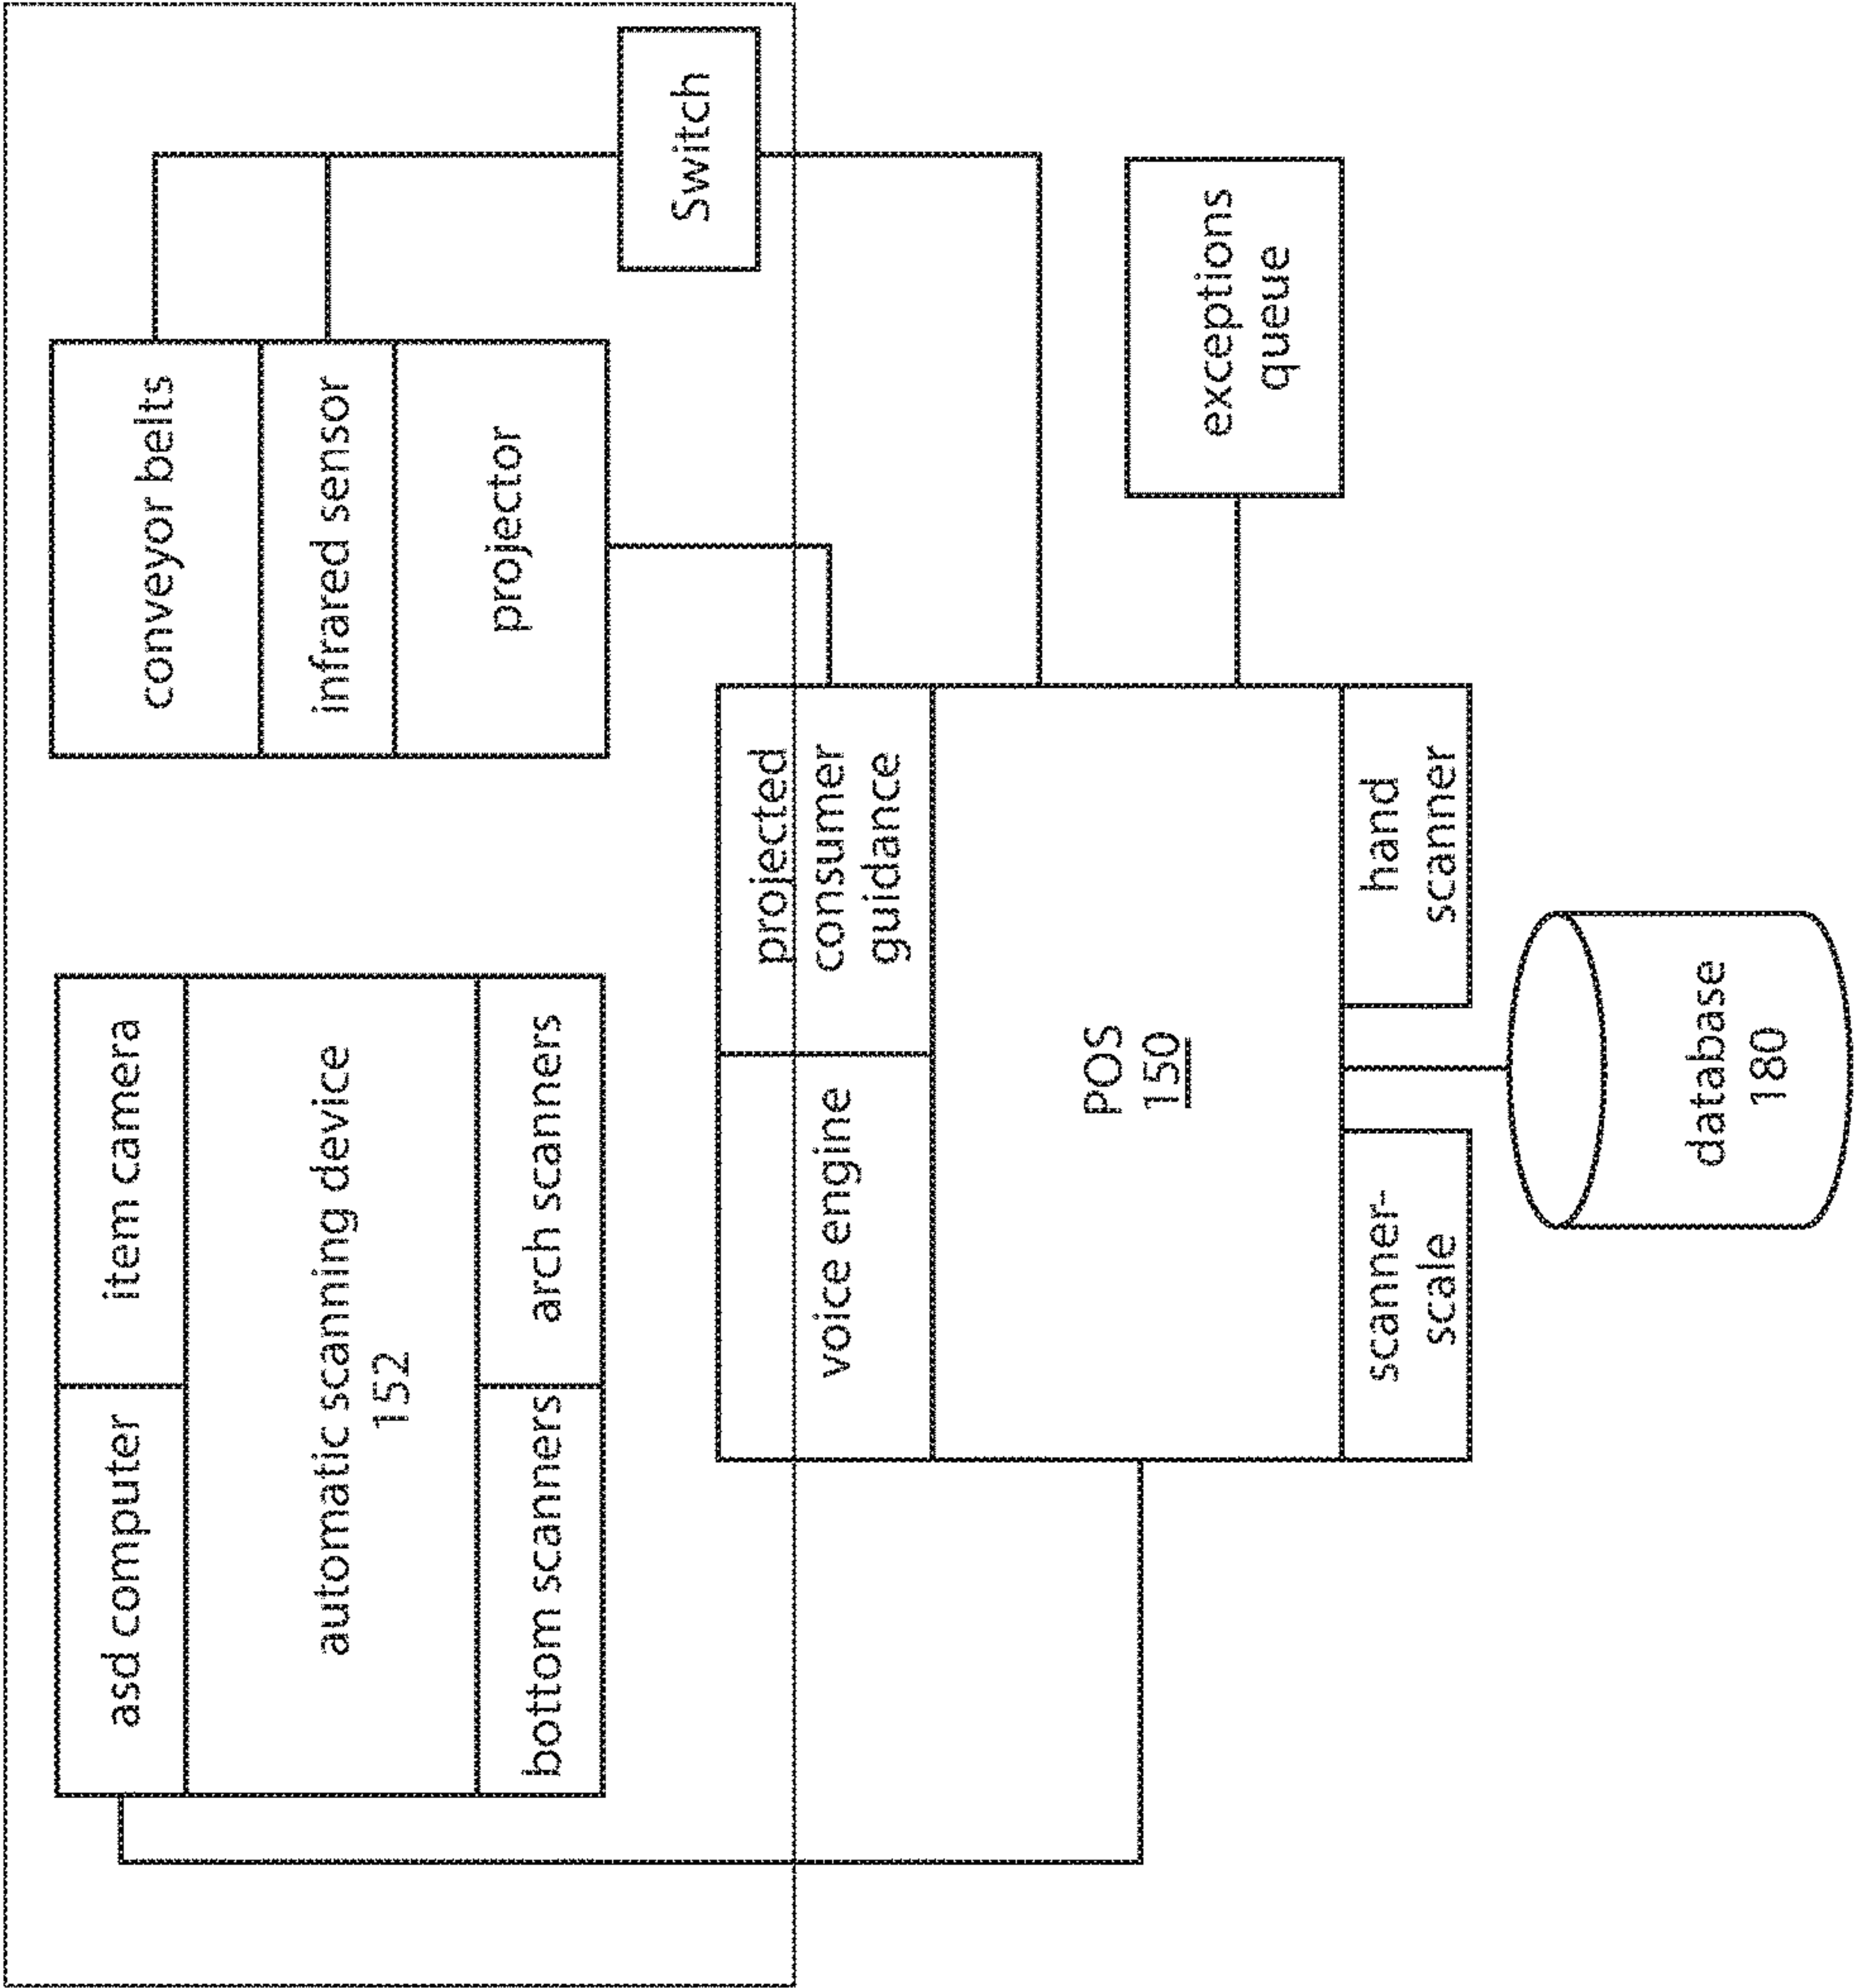 asd computer
item camera
automatic scanning device
152
bottom scanners
arch scanners
conveyor belts
infrared sensor
projector
Switch
voice engine
projected
consumer
guidance
POS
150
scanner-
scale
hand
scanner
exceptions
queue
database
180